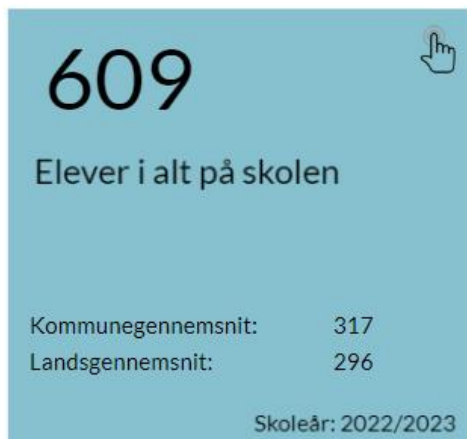 609
Elever i alt på skolen
Kommunegennemsnit: 317
Landsgennemsnit: 296
Skoleår: 2022/2023